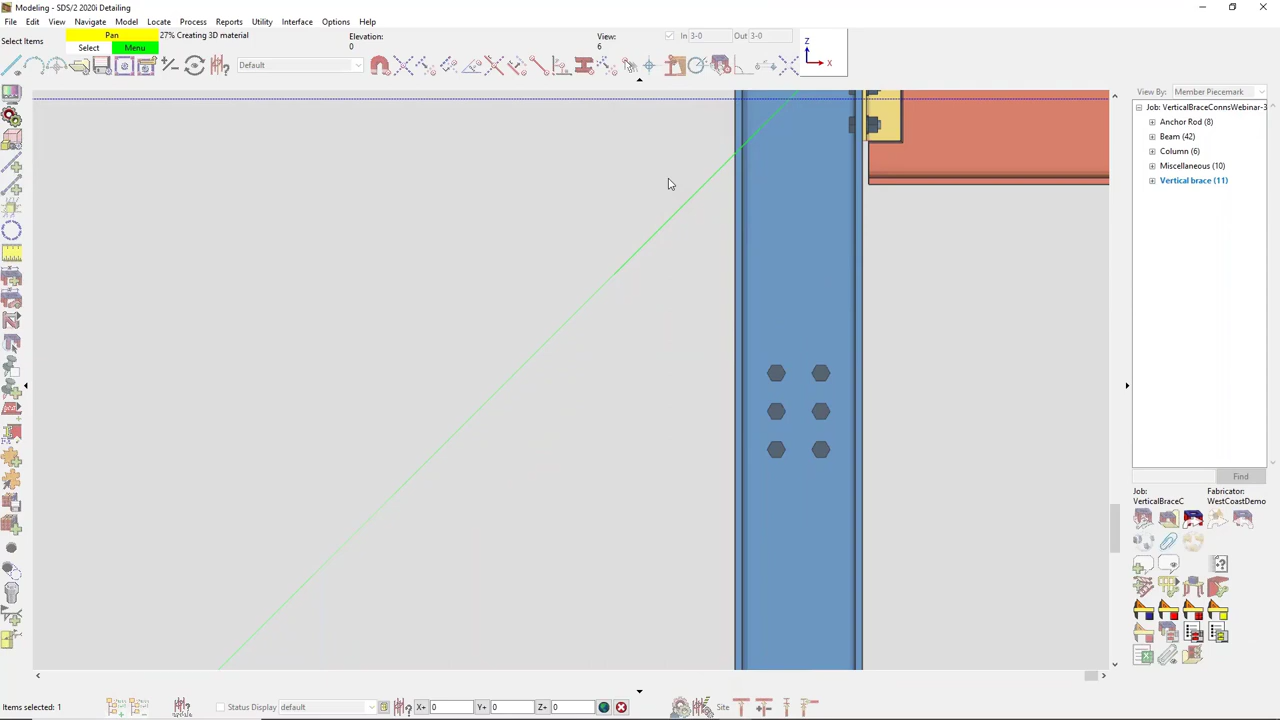 Modeling - SDS/2 2020i Detailing
File Edit View Navigate Model Locate Process Reports Utility Interface Options Help
Select Items
Pan
Select Menu
27% Creating 3D material
Elevation:
0
View:
6
In 3-0 Out 3-0
Z
X
Default
View By: Member Piecemark
Job: VerticalBraceConnsWebinar-3
Anchor Rod (8)
Beam (42)
Column (6)
Miscellaneous (10)
Vertical brace (11)
Find
Job: Fabricator:
VerticalBraceC WestCoastDemo
Items selected: 1 Status Display default X+ 0 Y+ 0 Z+ 0 Site